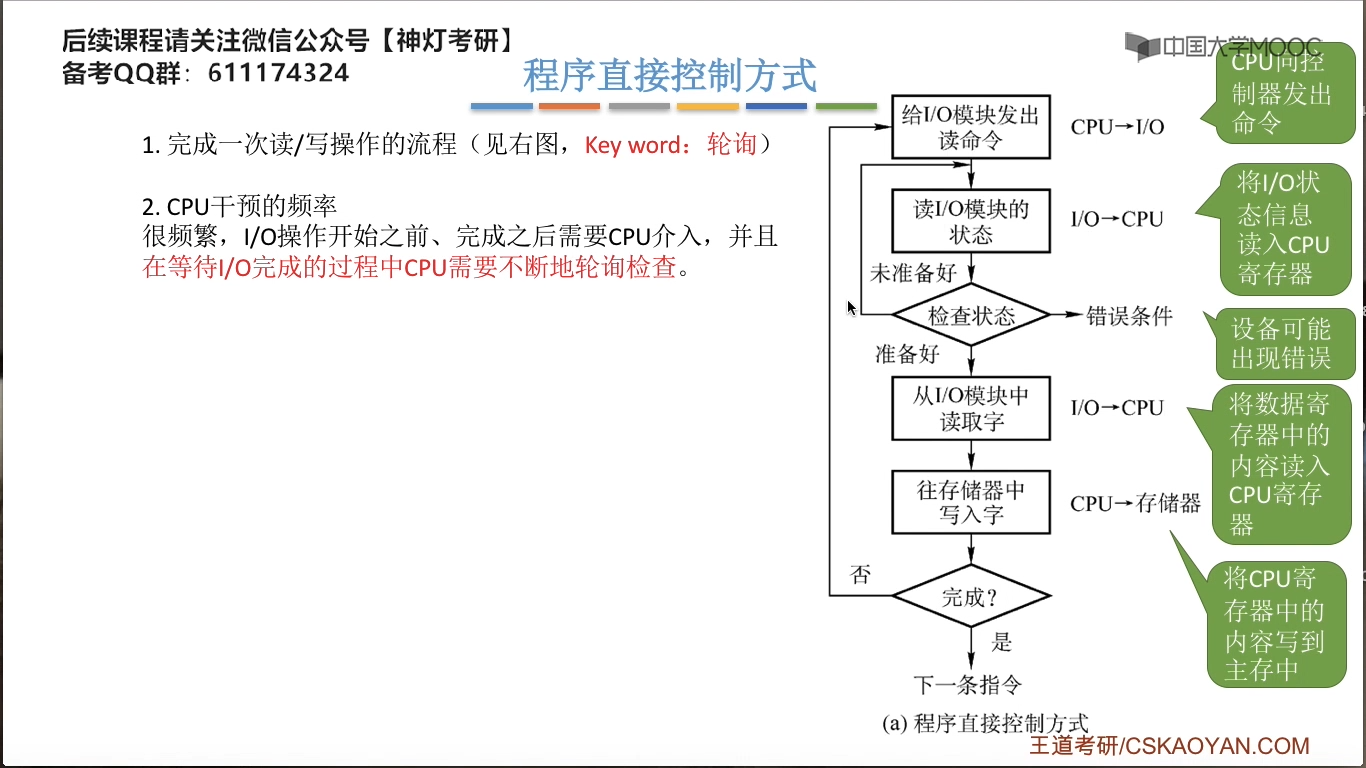 后续课程请关注微信公众号【神灯考研】
备考QQ群：611174324
中国大学MOOC
程序直接控制方式
1. 完成一次读/写操作的流程（见右图，Key word：轮询）
2. CPU干预的频率
很频繁，I/O操作开始之前、完成之后需要CPU介入，并且
在等待I/O完成的过程中CPU需要不断地轮询检查。
给I/O模块发出
读命令
CPU→I/O
CPU向控
制器发出
命令
读I/O模块的
状态
I/O→CPU
将I/O状
态信息
读入CPU
寄存器
未准备好
检查状态
错误条件
设备可能
出现错误
准备好
从I/O模块中
读取字
I/O→CPU
将数据寄
存器中的
内容读入
CPU寄存
器
往存储器中
写入字
CPU→存储器
将CPU寄
存器中的
内容写到
主存中
否
完成?
是
下一条指令
(a) 程序直接控制方式
王道考研/CSKAOYAN.COM